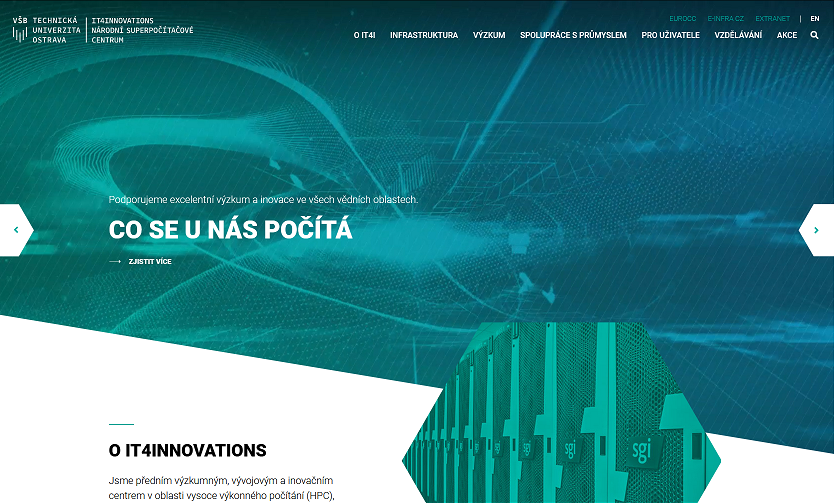 VŠB TECHNICKÁ
UNIVERZITA
OSTRAVA
IT4INNOVATIONS
NÁRODNÍ SUPERPOČÍTAČOVÉ
CENTRUM
EUROCC E-INFRA CZ EXTRANET | EN
O IT4I INFRASTRUKTURA VÝZKUM SPOLUPRÁCE S PRŮMYSLEM PRO UŽIVATELE VZDĚLÁVÁNÍ AKCE
Podporujeme excelentní výzkum a inovace ve všech vědních oblastech.
CO SE U NÁS POČÍTÁ
ZJISTIT VÍCE
O IT4INNOVATIONS
Jsme předním výzkumným, vývojovým a inovačním
centrem v oblasti vysoce výkonného počítání (HPC),
sgi
sgi
sgi